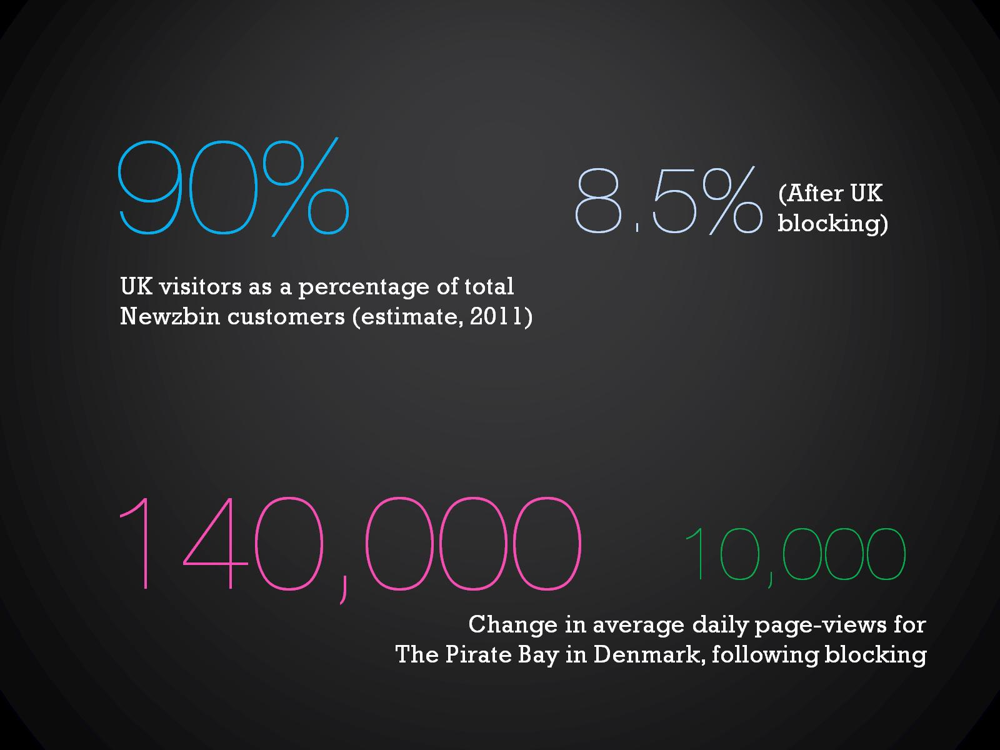 90%
8.5% (After UK
blocking)
UK visitors as a percentage of total
Newzbin customers (estimate, 2011)
140,000
10,000
Change in average daily page-views for
The Pirate Bay in Denmark, following blocking